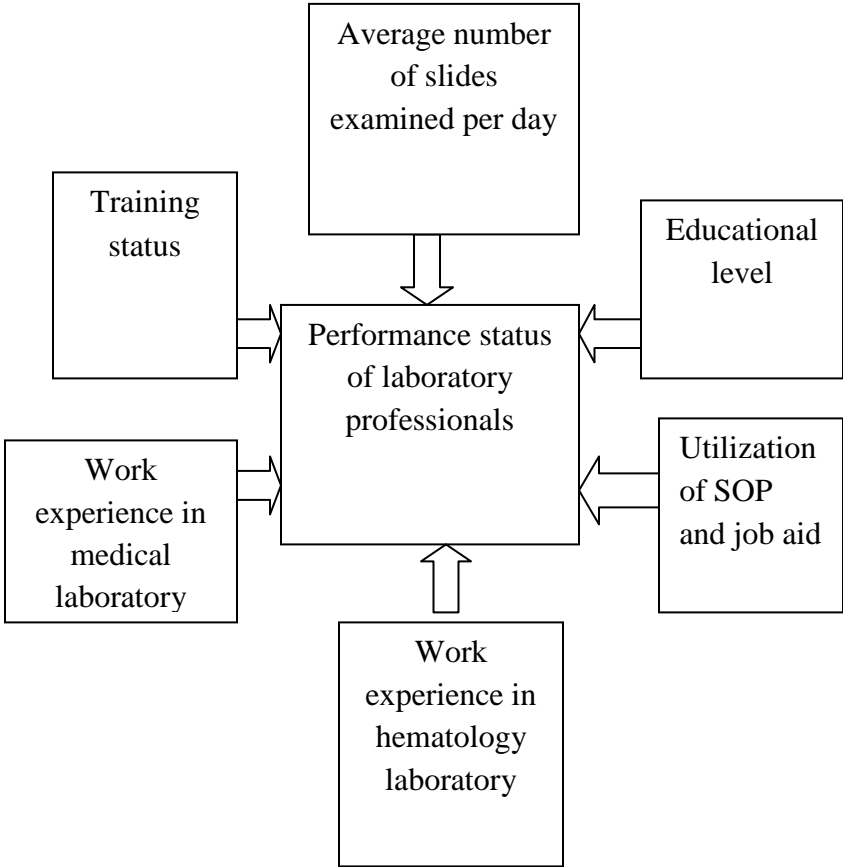 Average number
of slides
examined per day
Training
status
Educational
level
Performance status
of laboratory
professionals
Work
experience in
medical
laboratory
Utilization
of SOP
and job aid
Work
experience in
hematology
laboratory